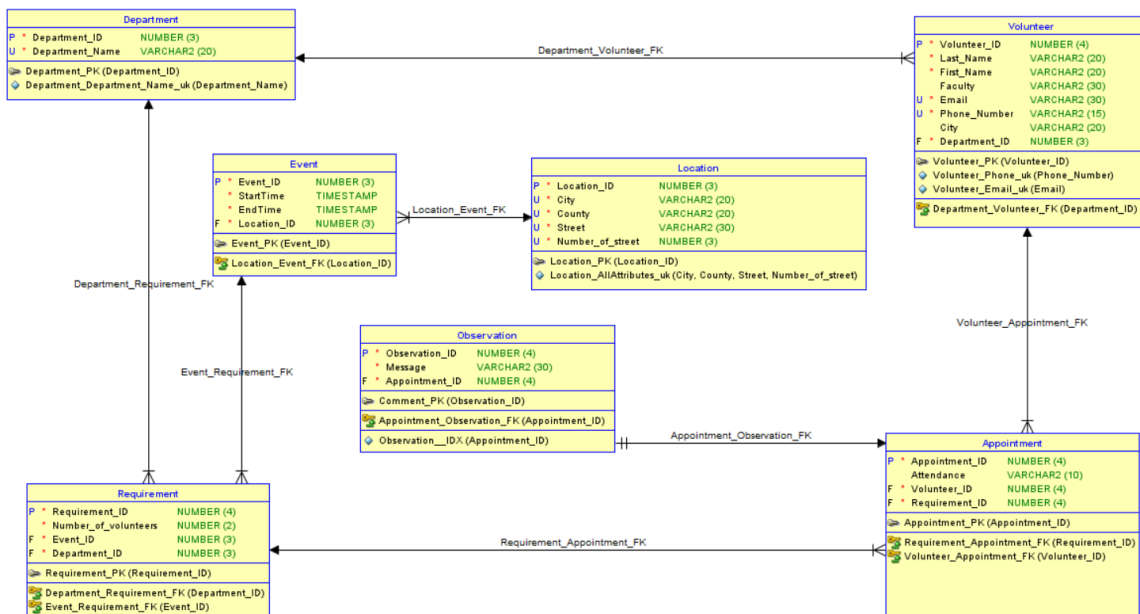 Department
P * Department_ID NUMBER (3)
U * Department_Name VARCHAR2 (20)
Department_PK (Department_ID)
Department_Department_Name_uk (Department_Name)
Department_Volunteer_FK
Volunteer
P * Volunteer_ID NUMBER (4)
* Last_Name VARCHAR2 (20)
* First_Name VARCHAR2 (20)
Faculty VARCHAR2 (30)
U * Email VARCHAR2 (30)
U * Phone_Number VARCHAR2 (15)
City VARCHAR2 (20)
F * Department_ID NUMBER (3)
Volunteer_PK (Volunteer_ID)
Volunteer_Phone_uk (Phone_Number)
Volunteer_Email_uk (Email)
Department_Volunteer_FK (Department_ID)
Event
P * Event_ID NUMBER (3)
* StartTime TIMESTAMP
* EndTime TIMESTAMP
F * Location_ID NUMBER (3)
Event_PK (Event_ID)
Location_Event_FK (Location_ID)
Location_Event_FK
Location
P * Location_ID NUMBER (3)
U * City VARCHAR2 (20)
U * County VARCHAR2 (20)
U * Street VARCHAR2 (30)
U * Number_of_street NUMBER (3)
Location_PK (Location_ID)
Location_AllAttributes_uk (City, County, Street, Number_of_street)
Department_Requirement_FK
Event_Requirement_FK
Volunteer_Appointment_FK
Observation
P * Observation_ID NUMBER (4)
* Message VARCHAR2 (30)
F * Appointment_ID NUMBER (4)
Comment_PK (Observation_ID)
Appointment_Observation_FK (Appointment_ID)
Observation__IDX (Appointment_ID)
Appointment_Observation_FK
Appointment
P * Appointment_ID NUMBER (4)
Attendance VARCHAR2 (10)
F * Volunteer_ID NUMBER (4)
F * Requirement_ID NUMBER (4)
Appointment_PK (Appointment_ID)
Requirement_Appointment_FK (Requirement_ID)
Volunteer_Appointment_FK (Volunteer_ID)
Requirement_Appointment_FK
Requirement
P * Requirement_ID NUMBER (4)
* Number_of_volunteers NUMBER (2)
F * Event_ID NUMBER (3)
F * Department_ID NUMBER (3)
Requirement_PK (Requirement_ID)
Department_Requirement_FK (Department_ID)
Event_Requirement_FK (Event_ID)